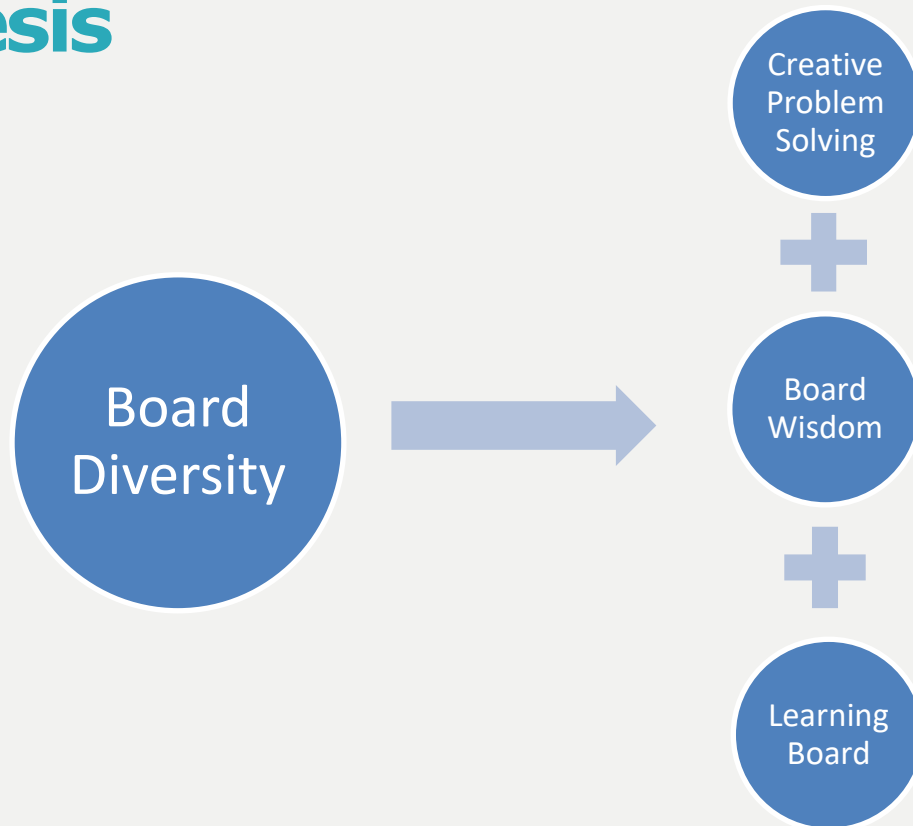 esis
Board
Diversity
Creative
Problem
Solving
Board
Wisdom
Learning
Board